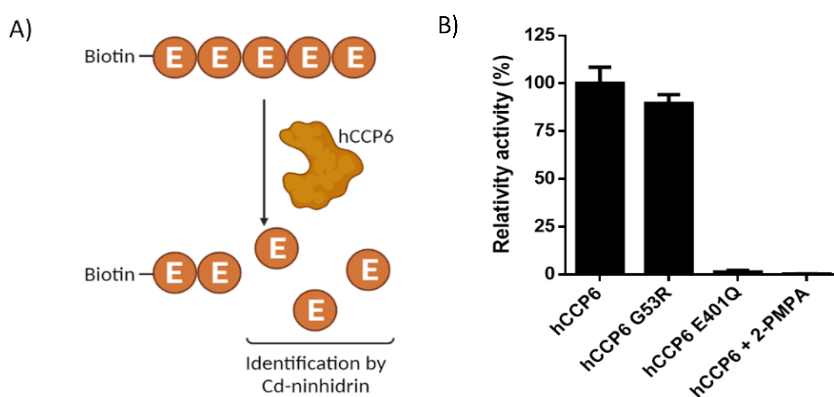 A)
Biotin
E E E E E
hCCP6
Biotin
E E E E E
Identification by
Cd-ninhidrin
B)
Relativity activity (%)
125
100
75
50
25
0
hCCP6
hCCP6 G53R
hCCP6 E401Q
hCCP6 + 2-PMPA